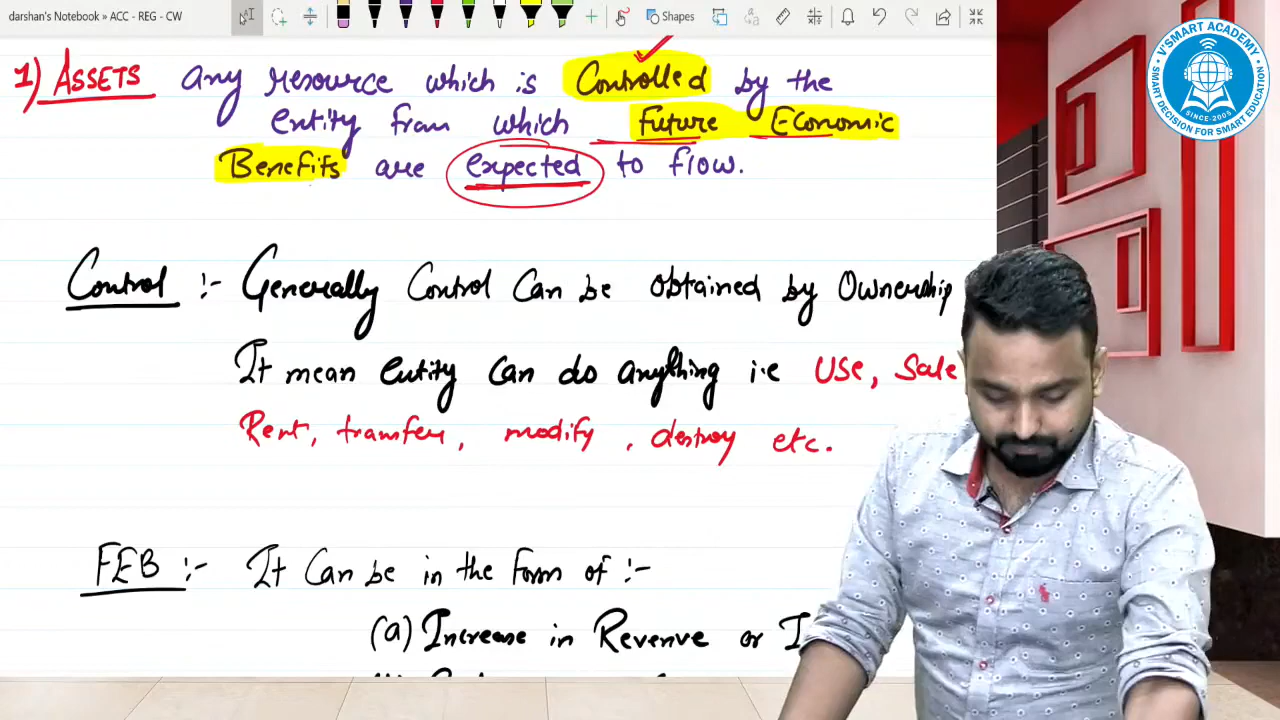 darshan's Notebook » ACC - REG - CW
Shapes
1) ASSETS any resource which is Controlled by the
entity from which Future Economic
Benefits are expected to flow.
Control :- Generally Control Can be obtained by Ownership
It mean entity can do anything i.e Use, Sale
Rent, transfer, modify, destroy etc.
FEB :- It Can be in the Form of :-
(a) Increase in Revenue or I
V'SMART ACADEMY
SINCE-2005
SMART DECISION FOR SMART EDUCATION